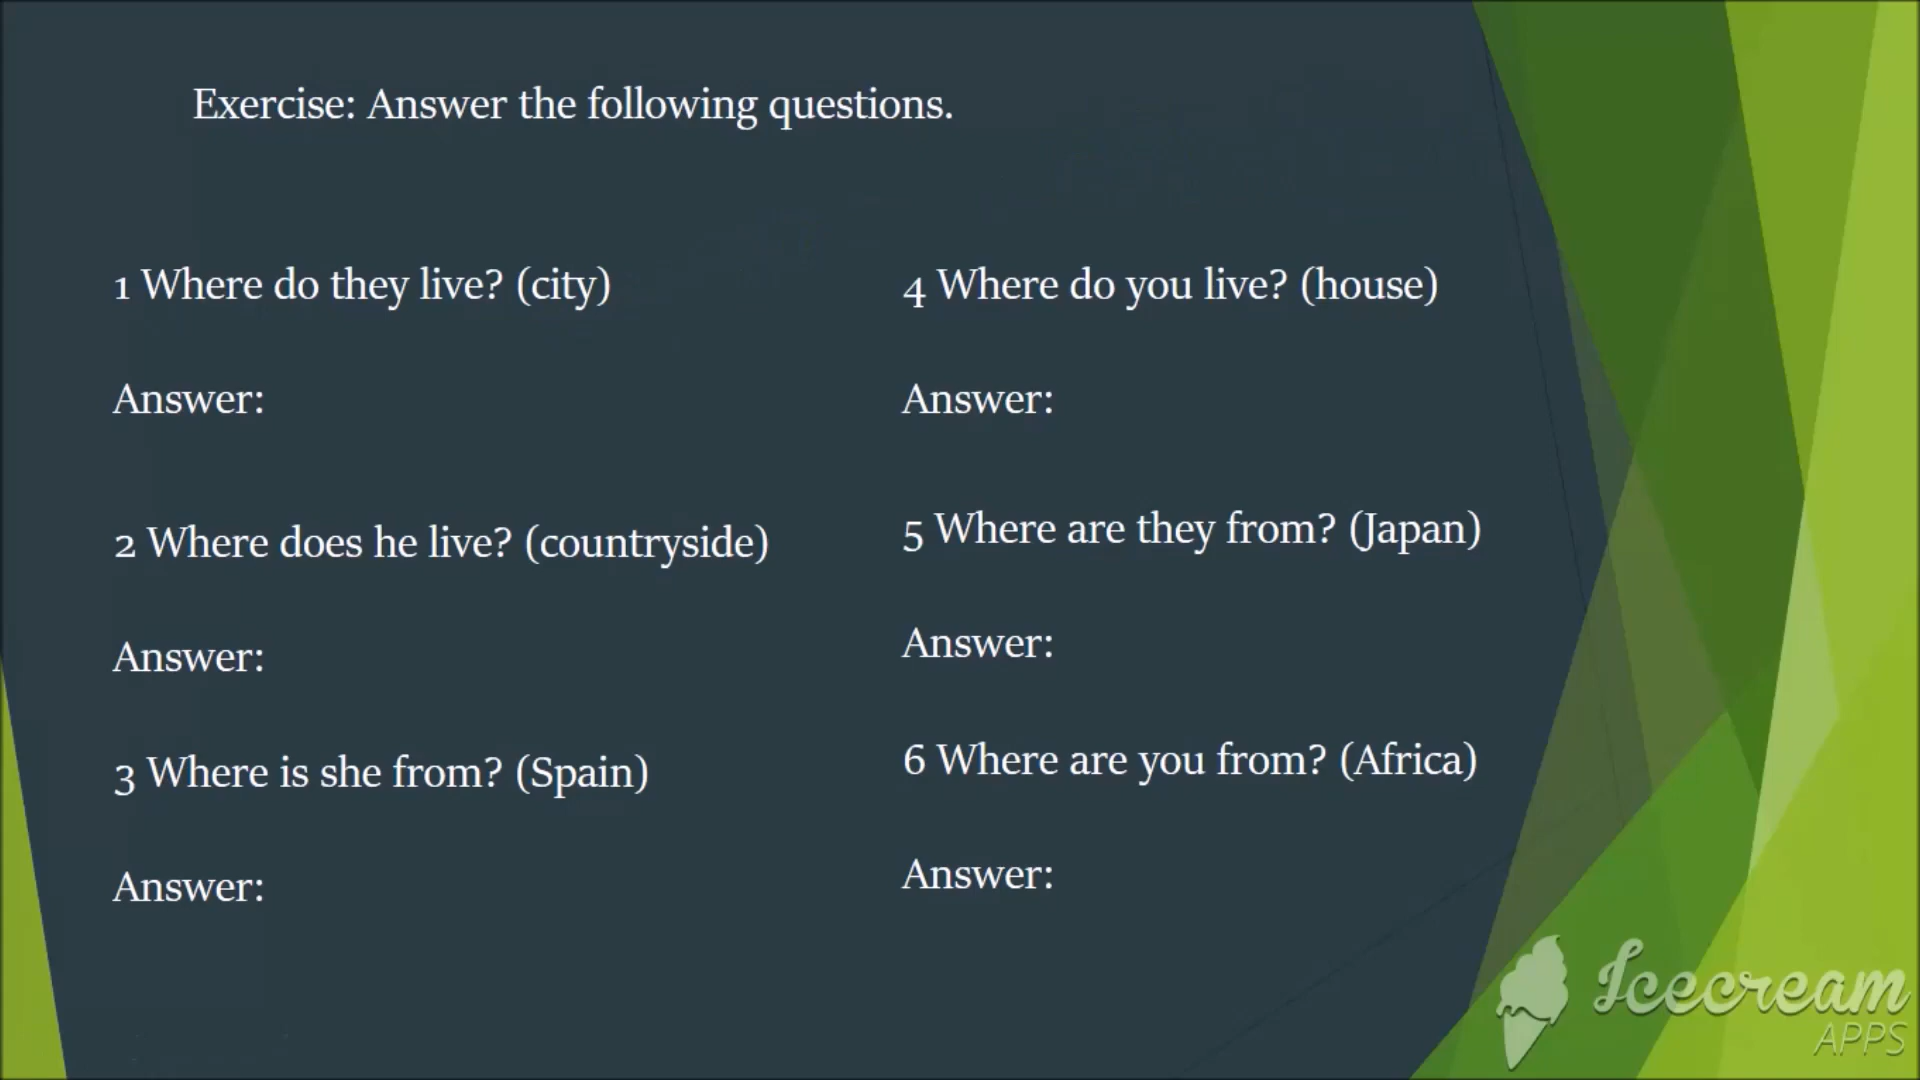 Exercise: Answer the following questions.
1 Where do they live? (city)
Answer:
2 Where does he live? (countryside)
Answer:
3 Where is she from? (Spain)
Answer:
4 Where do you live? (house)
Answer:
5 Where are they from? (Japan)
Answer:
6 Where are you from? (Africa)
Answer:
Icecream
APPS